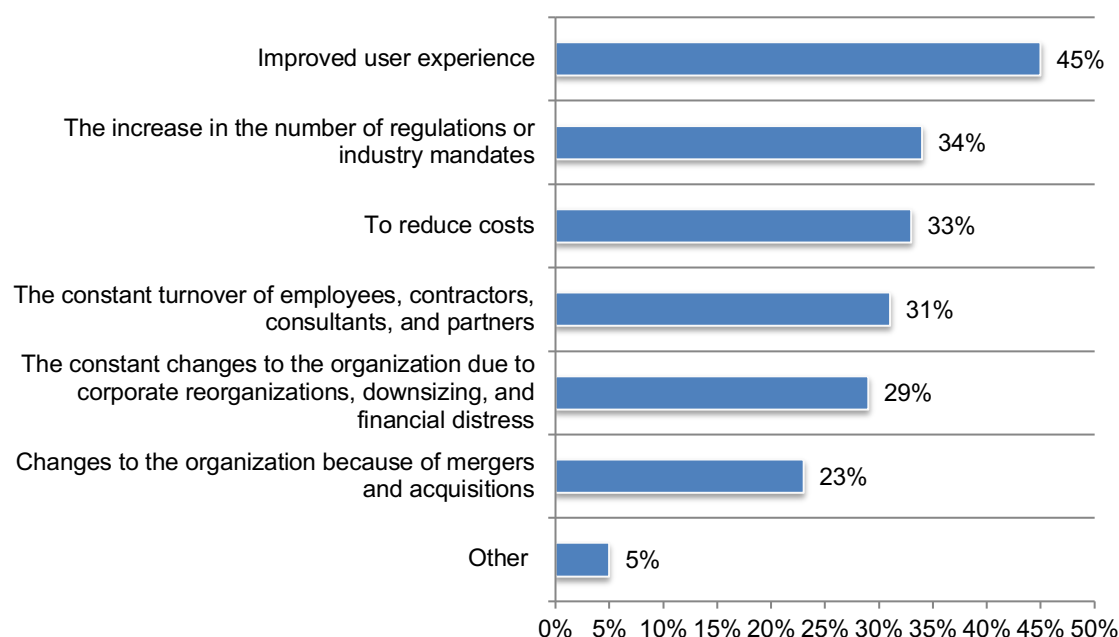 Improved user experience
45%
The increase in the number of regulations or
industry mandates
34%
To reduce costs
33%
The constant turnover of employees, contractors,
consultants, and partners
31%
The constant changes to the organization due to
corporate reorganizations, downsizing, and
financial distress
29%
Changes to the organization because of mergers
and acquisitions
23%
Other
5%
0% 5% 10% 15% 20% 25% 30% 35% 40% 45% 50%